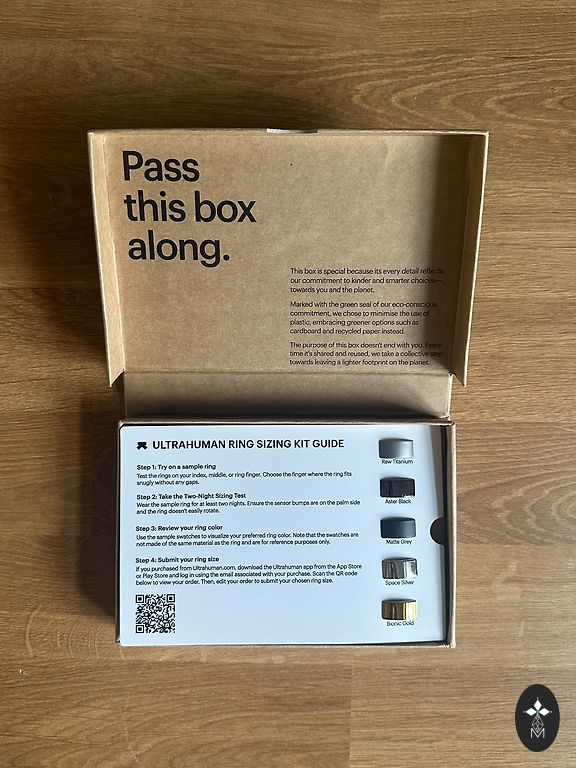 Pass
this box
along.
This box is special because its every detail reflects
our commitment to kinder and smarter choices—
towards you and the planet.
Marked with the green seal of our eco-conscious
commitment, we chose to minimise the use of
plastic, embracing greener options such as
cardboard and recycled paper instead.
The purpose of this box doesn't end with you. Every
time it's shared and reused, we take a collective step
towards leaving a lighter footprint on the planet.
ULTRAHUMAN RING SIZING KIT GUIDE
Step 1: Try on a sample ring
Test the rings on your index, middle, or ring finger. Choose the finger where the ring fits
snugly without any gaps.
Step 2: Take the Two-Night Sizing Test
Wear the sample ring for at least two nights. Ensure the sensor bumps are on the palm side
and the ring doesn't easily rotate.
Step 3: Review your ring color
Use the sample swatches to visualize your preferred ring color. Note that the swatches are
not made of the same material as the ring and are for reference purposes only.
Step 4: Submit your ring size
If you purchased from Ultrahuman.com, download the Ultrahuman app from the App Store
or Play Store and log in using the email associated with your purchase. Scan the QR code
below to view your order. Then, edit your order to submit your chosen ring size.
Raw Titanium
Aster Black
Matte Grey
Space Silver
Bionic Gold
M